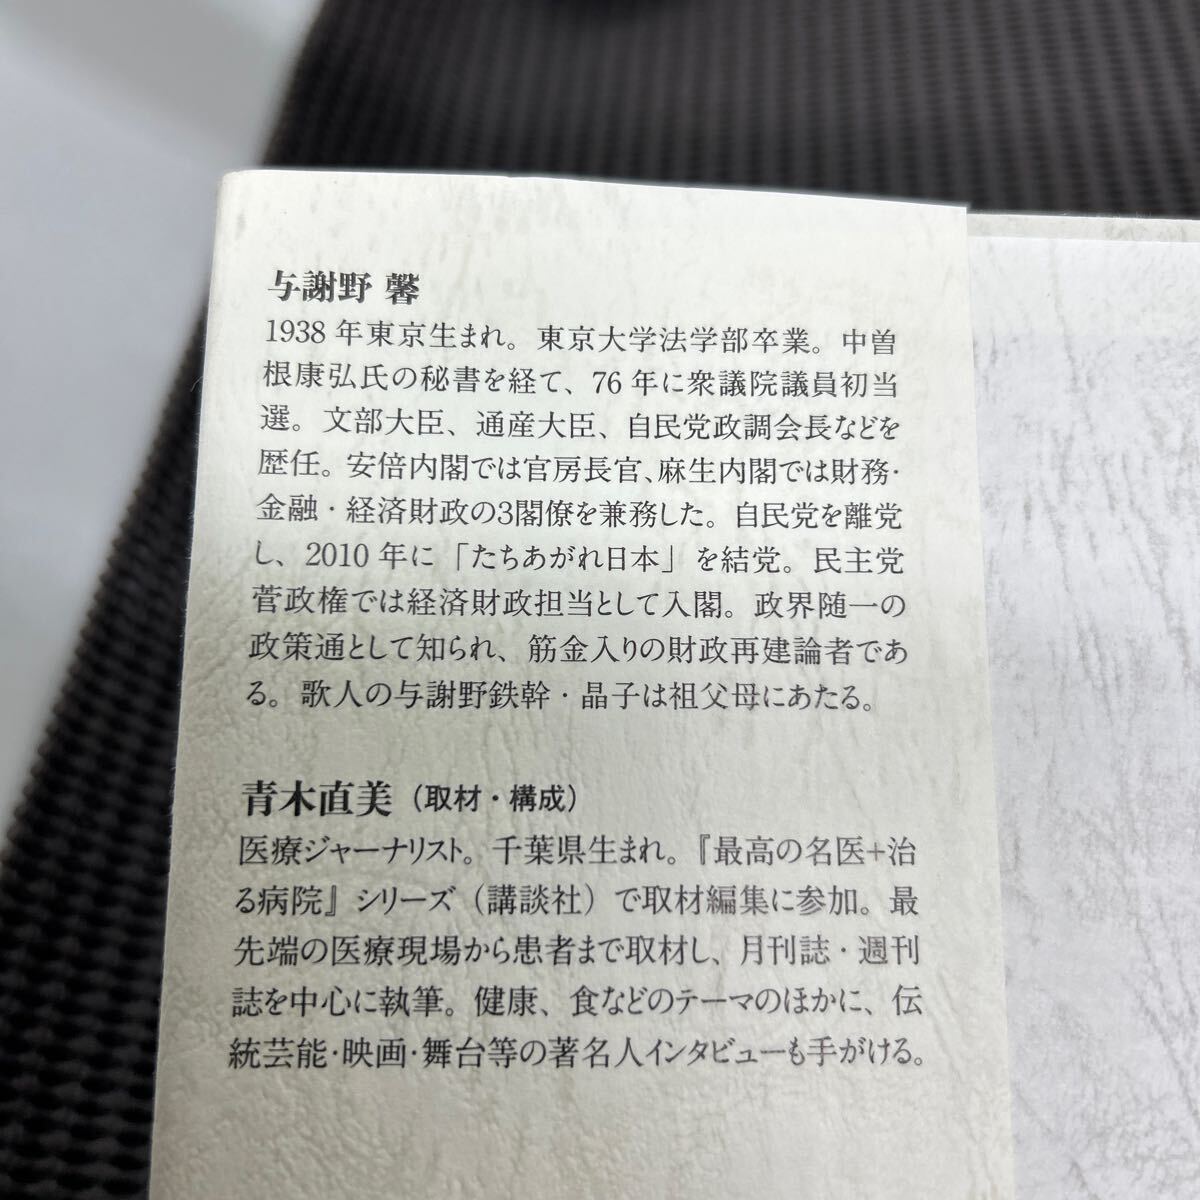 与謝野 馨
1938年東京生まれ。東京大学法学部卒業。中曽
根康弘氏の秘書を経て、76年に衆議院議員初当
選。文部大臣、通産大臣、自民党政調会長などを
歴任。安倍内閣では官房長官、麻生内閣では財務・
金融・経済財政の3閣僚を兼務した。自民党を離党
し、2010年に「たちあがれ日本」を結党。民主党
菅政権では経済財政担当として入閣。政界随一の
政策通として知られ、筋金入りの財政再建論者であ
る。歌人の与謝野鉄幹・晶子は祖父母にあたる。
青木直美(取材・構成)
医療ジャーナリスト。千葉県生まれ。『最高の名医+治
る病院』シリーズ(講談社)で取材編集に参加。最
先端の医療現場から患者まで取材し、月刊誌・週刊
誌を中心に執筆。健康、食などのテーマのほかに、伝
統芸能・映画・舞台等の著名人インタビューも手がける。